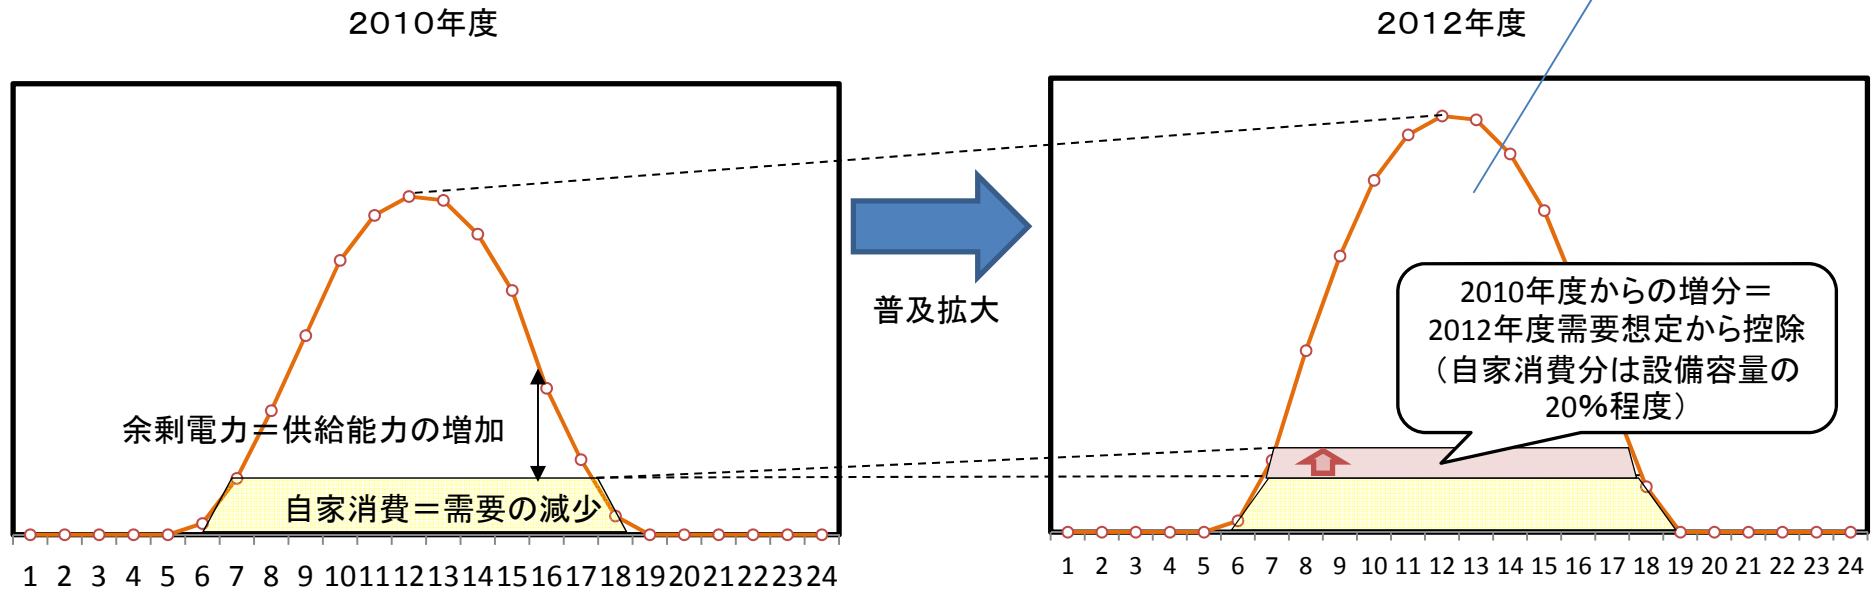 2010年度
2012年度
普及拡大
2010年度からの増分＝
2012年度需要想定から控除
（自家消費分は設備容量の
20％程度）
余剰電力＝供給能力の増加
自家消費＝需要の減少
1 2 3 4 5 6 7 8 9 10 11 12 13 14 15 16 17 18 19 20 21 22 23 24
1 2 3 4 5 6 7 8 9 10 11 12 13 14 15 16 17 18 19 20 21 22 23 24